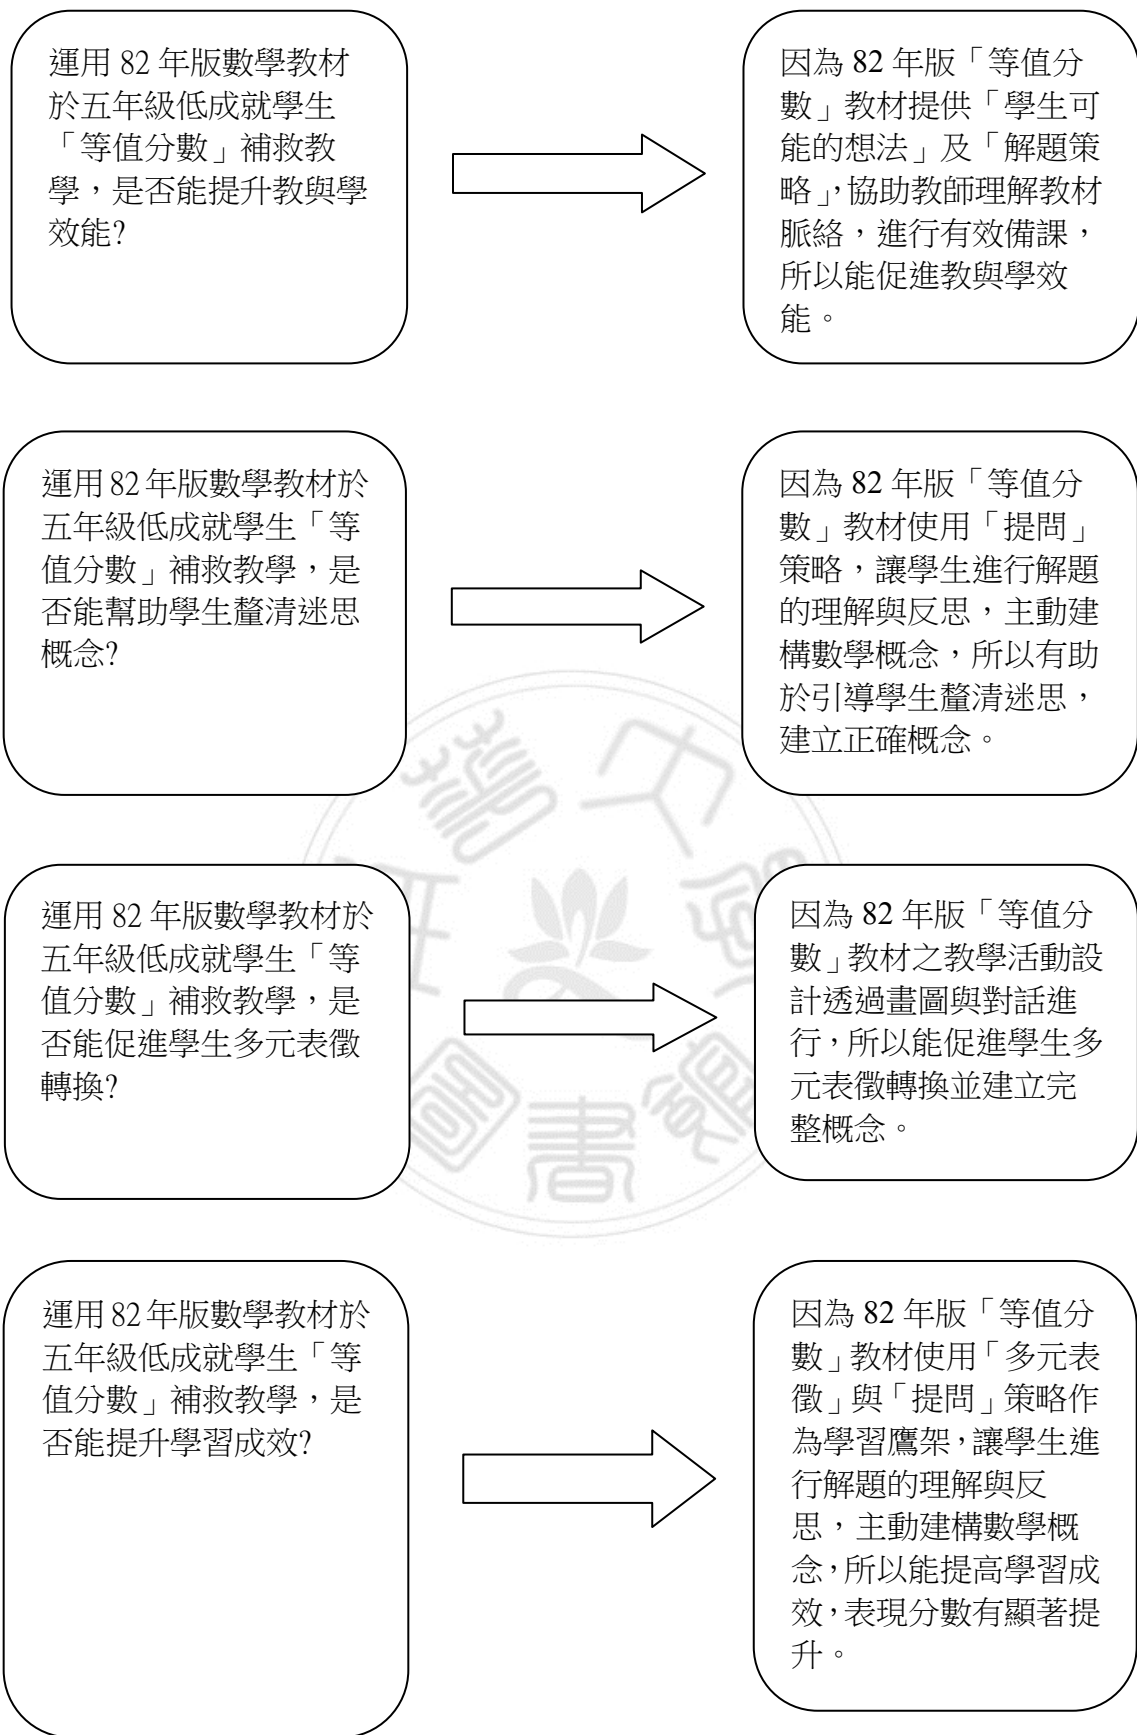 運用 82 年版數學教材
於五年級低成就學生
「等值分數」補救教
學，是否能提升教與學
效能?
因為 82 年版「等值分
數」教材提供「學生可
能的想法」及「解題策
略」，協助教師理解教材
脈絡，進行有效備課，
所以能促進教與學效
能。
運用 82 年版數學教材於
五年級低成就學生「等
值分數」補救教學，是
否能幫助學生釐清迷思
概念?
因為 82 年版「等值分
數」教材使用「提問」
策略，讓學生進行解題
的理解與反思，主動建
構數學概念，所以有助
於引導學生釐清迷思，
建立正確概念。
運用 82 年版數學教材於
五年級低成就學生「等
值分數」補救教學，是
否能促進學生多元表徵
轉換?
因為 82 年版「等值分
數」教材之教學活動設
計透過畫圖與對話進
行，所以能促進學生多
元表徵轉換並建立完
整概念。
運用 82 年版數學教材於
五年級低成就學生「等
值分數」補救教學，是
否能提升學習成效?
因為 82 年版「等值分
數」教材使用「多元表
徵」與「提問」策略作
為學習鷹架，讓學生進
行解題的理解與反
思，主動建構數學概
念，所以能提高學習成
效，表現分數有顯著提
升。